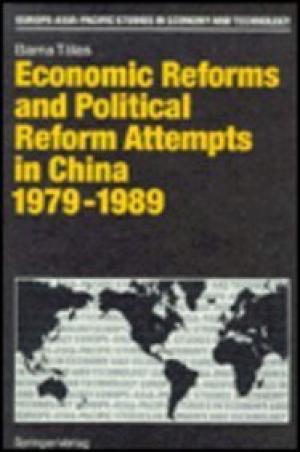 EUROPE-ASIA-PACIFIC STUDIES IN ECONOMY AND TECHNOLOGY
Barna Tálas
Economic Reforms
and Political
Reform Attempts
in China
1979-1989
Springer-Verlag